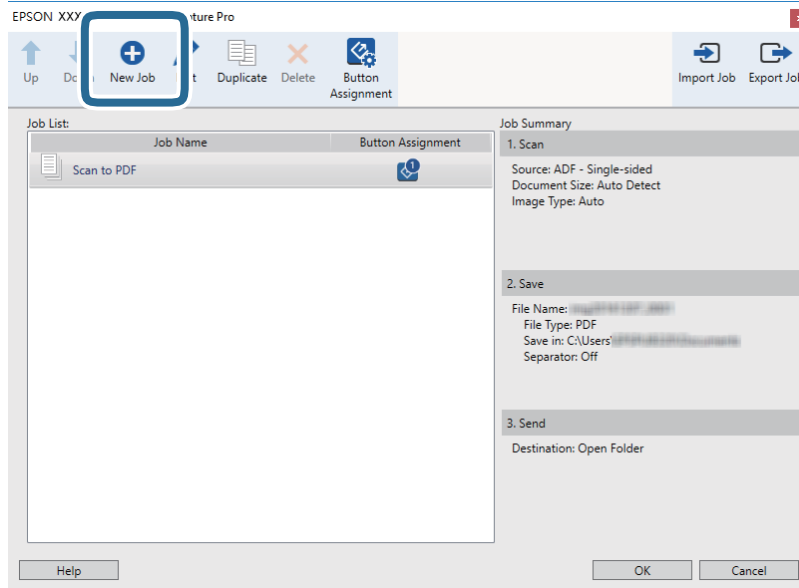 EPSON XXX ture Pro
Up
New Job
Duplicate
Delete
Button
Assignment
Import Job
Export Jo
Job List:
Job Name
Button Assignment
Scan to PDF
1
Job Summary
1. Scan
Source: ADF - Single-sided
Document Size: Auto Detect
Image Type: Auto
2. Save
File Name:
File Type: PDF
Save in: C:\Users\
Separator: Off
3. Send
Destination: Open Folder
Help
OK
Cancel